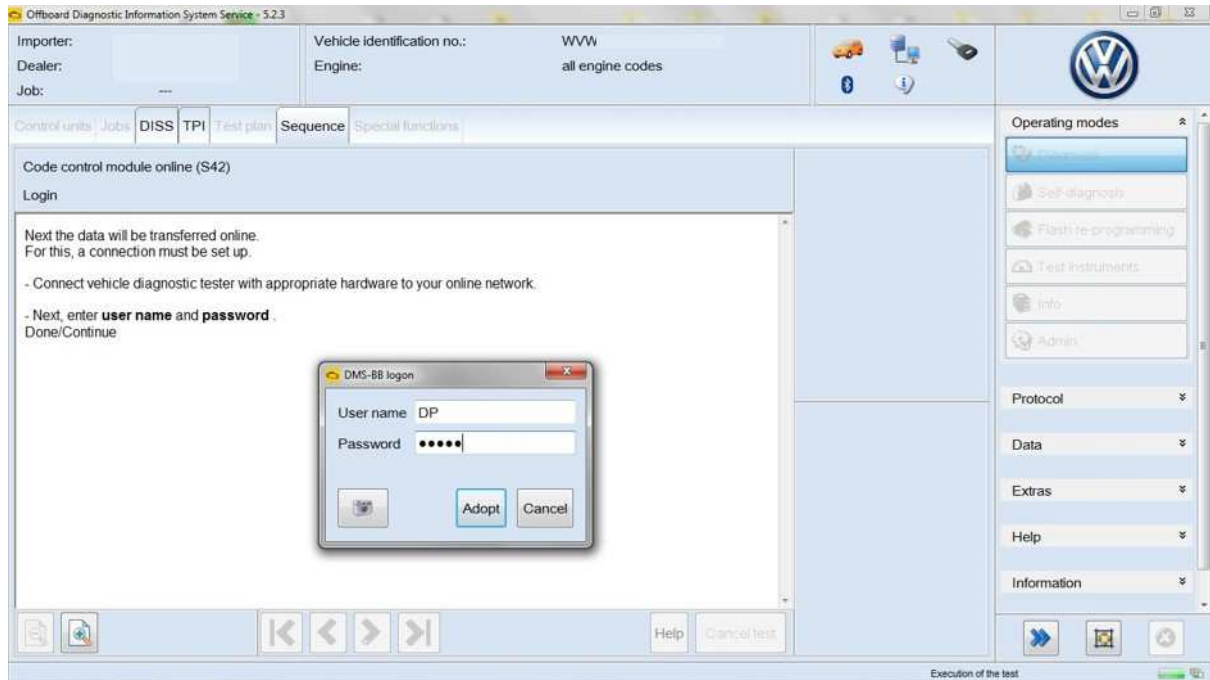 Offboard Diagnostic Information System Service - 5.2.3
Importer:
Dealer:
Job: ---
Vehicle identification no.: WVW
Engine: all engine codes
Control units Jobs DISS TPI Test plan Sequence Special functions
Code control module online (S42)
Login
Next the data will be transferred online.
For this, a connection must be set up.
- Connect vehicle diagnostic tester with appropriate hardware to your online network.
- Next, enter user name and password .
Done/Continue
DMS-BB logon
User name DP
Password •••••
Adopt Cancel
Help Cancel test
Operating modes
Diagnosis
Self-diagnosis
Flash re-programming
Test instruments
Info
Admin
Protocol
Data
Extras
Help
Information
Execution of the test